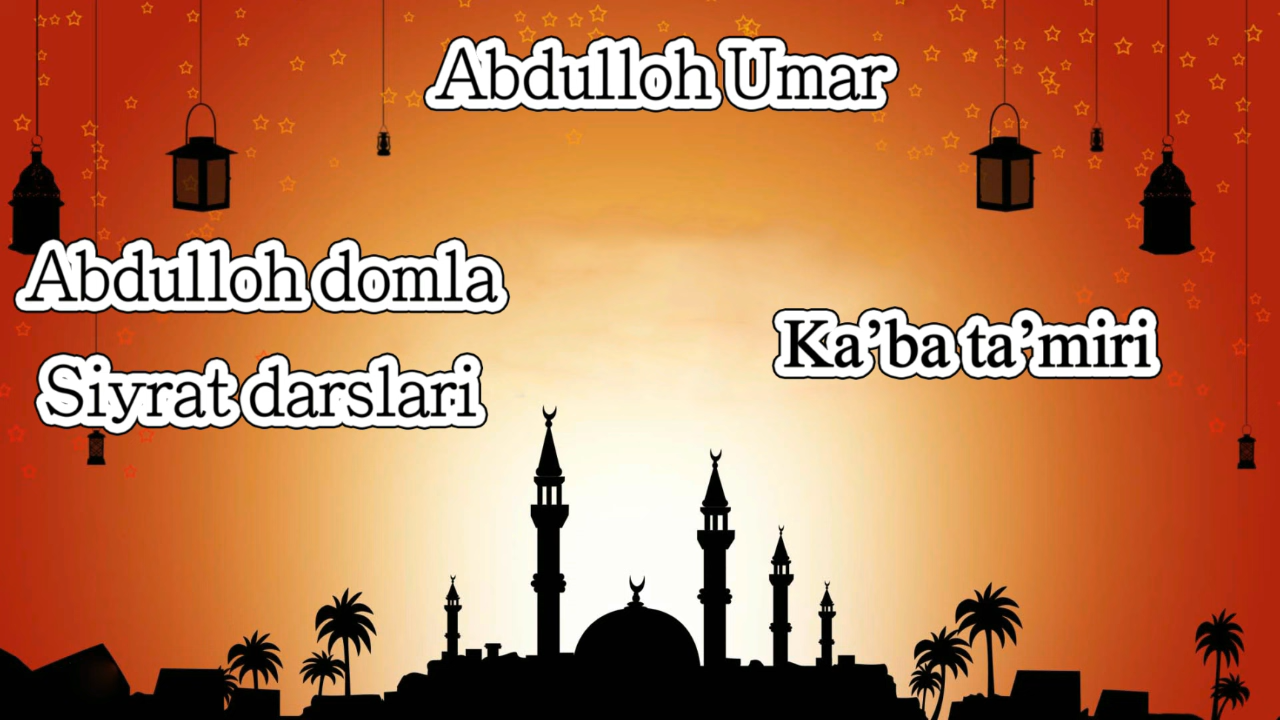 Abdulloh Umar
Abdulloh domla
Siyrat darslari
Ka’ba ta’miri